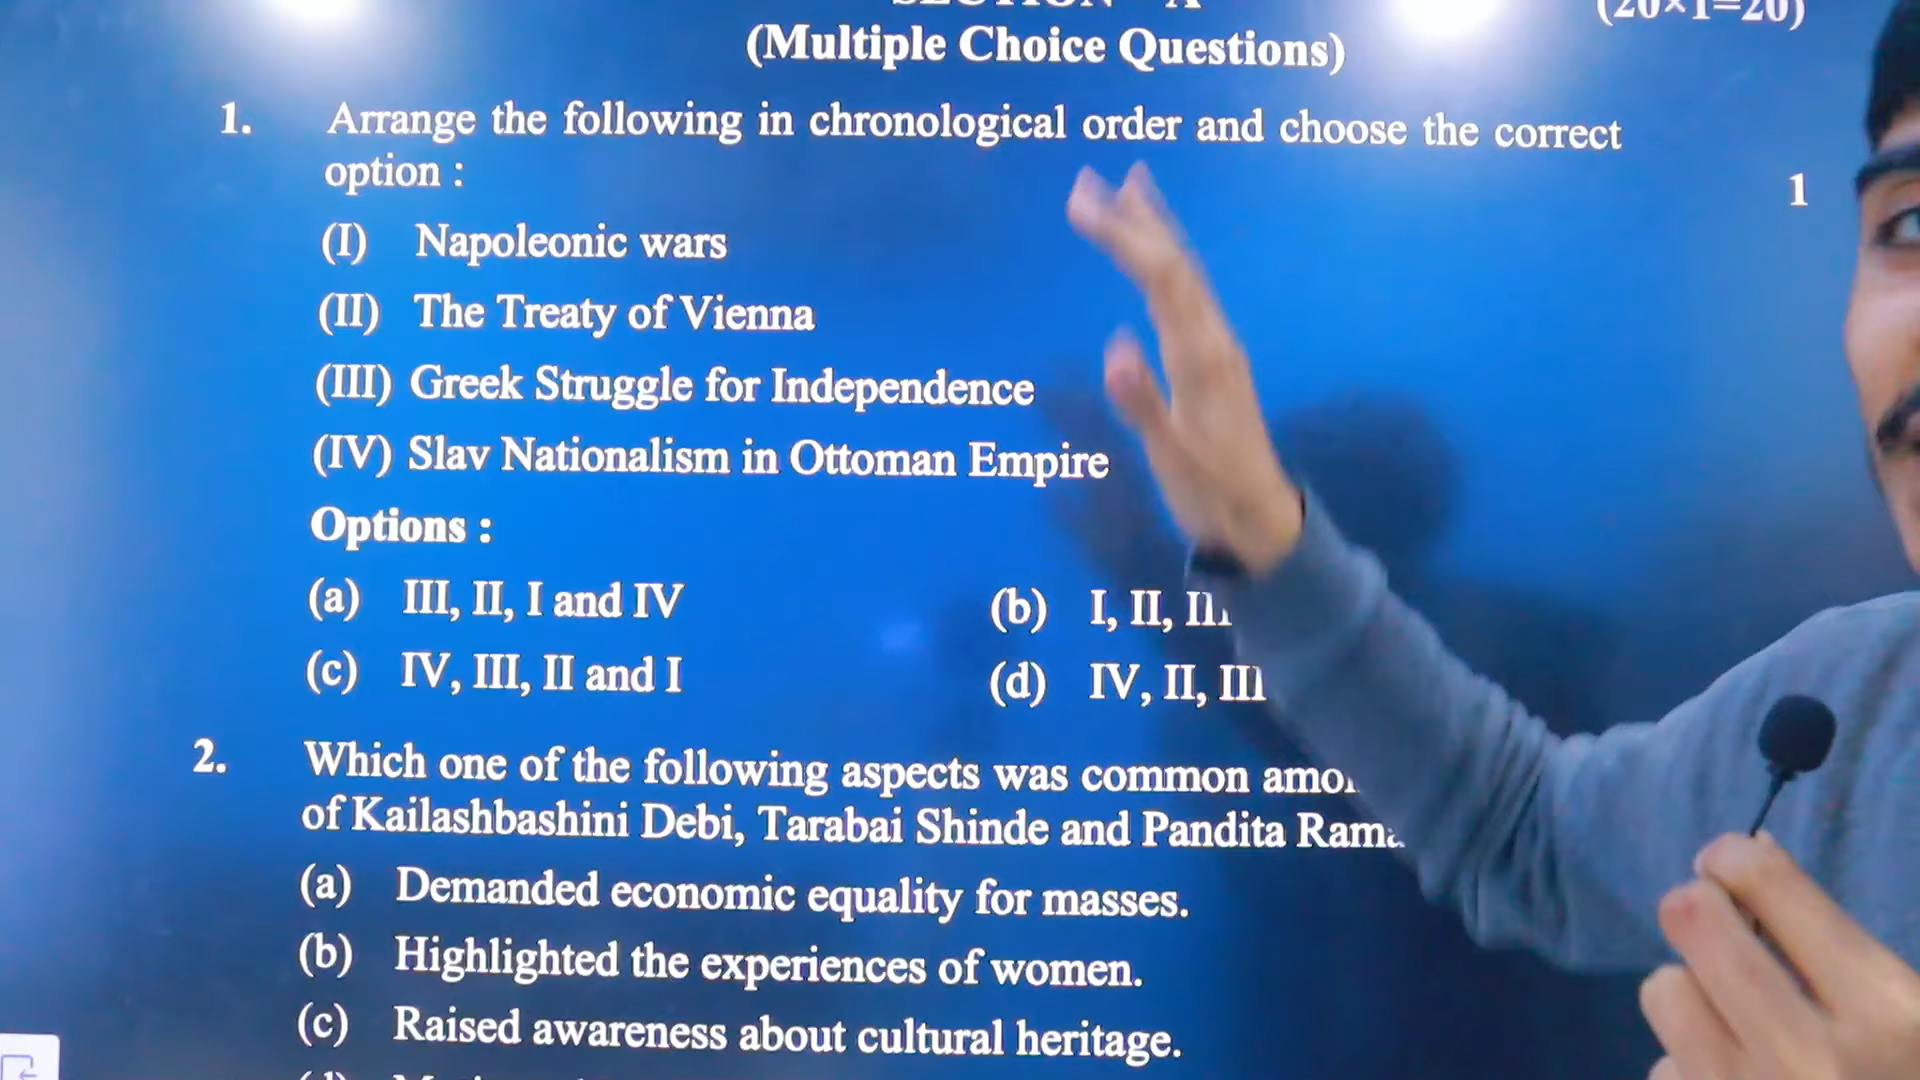 (20×1=20)
(Multiple Choice Questions)
1. Arrange the following in chronological order and choose the correct
option :
1
(I) Napoleonic wars
(II) The Treaty of Vienna
(III) Greek Struggle for Independence
(IV) Slav Nationalism in Ottoman Empire
Options :
(a) III, II, I and IV
(b) I, II,
(c) IV, III, II and I
(d) IV, II, III
2. Which one of the following aspects was common
of Kailashbashini Debi, Tarabai Shinde and Pandita
(a) Demanded economic equality for masses.
(b) Highlighted the experiences of women.
(c) Raised awareness about cultural heritage.